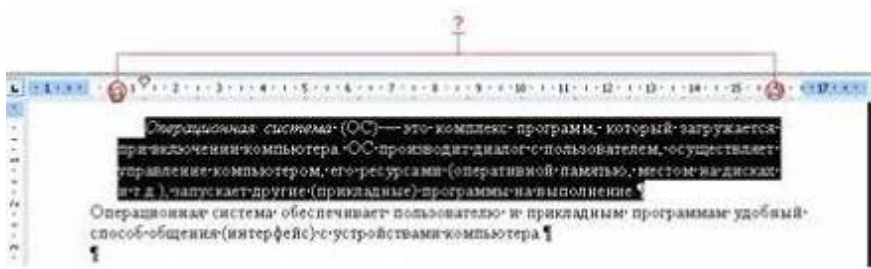 ?
1 · 1 · 2 · 3 · 4 · 5 · 6 · 7 · 8 · 9 · 10 · 11 · 12 · 13 · 14 · 15 · 17
Операционная система (ОС) — это комплекс программ, который загружается
при включении компьютера. ОС производит диалог с пользователем, осуществляет
управление компьютером, его ресурсами (оперативной памятью, местом на дисках
и т.д.), запускает другие (прикладные) программы на выполнение.¶
Операционная система обеспечивает пользователю и прикладным программам удобный
способ общения (интерфейс) с устройствами компьютера.¶
¶